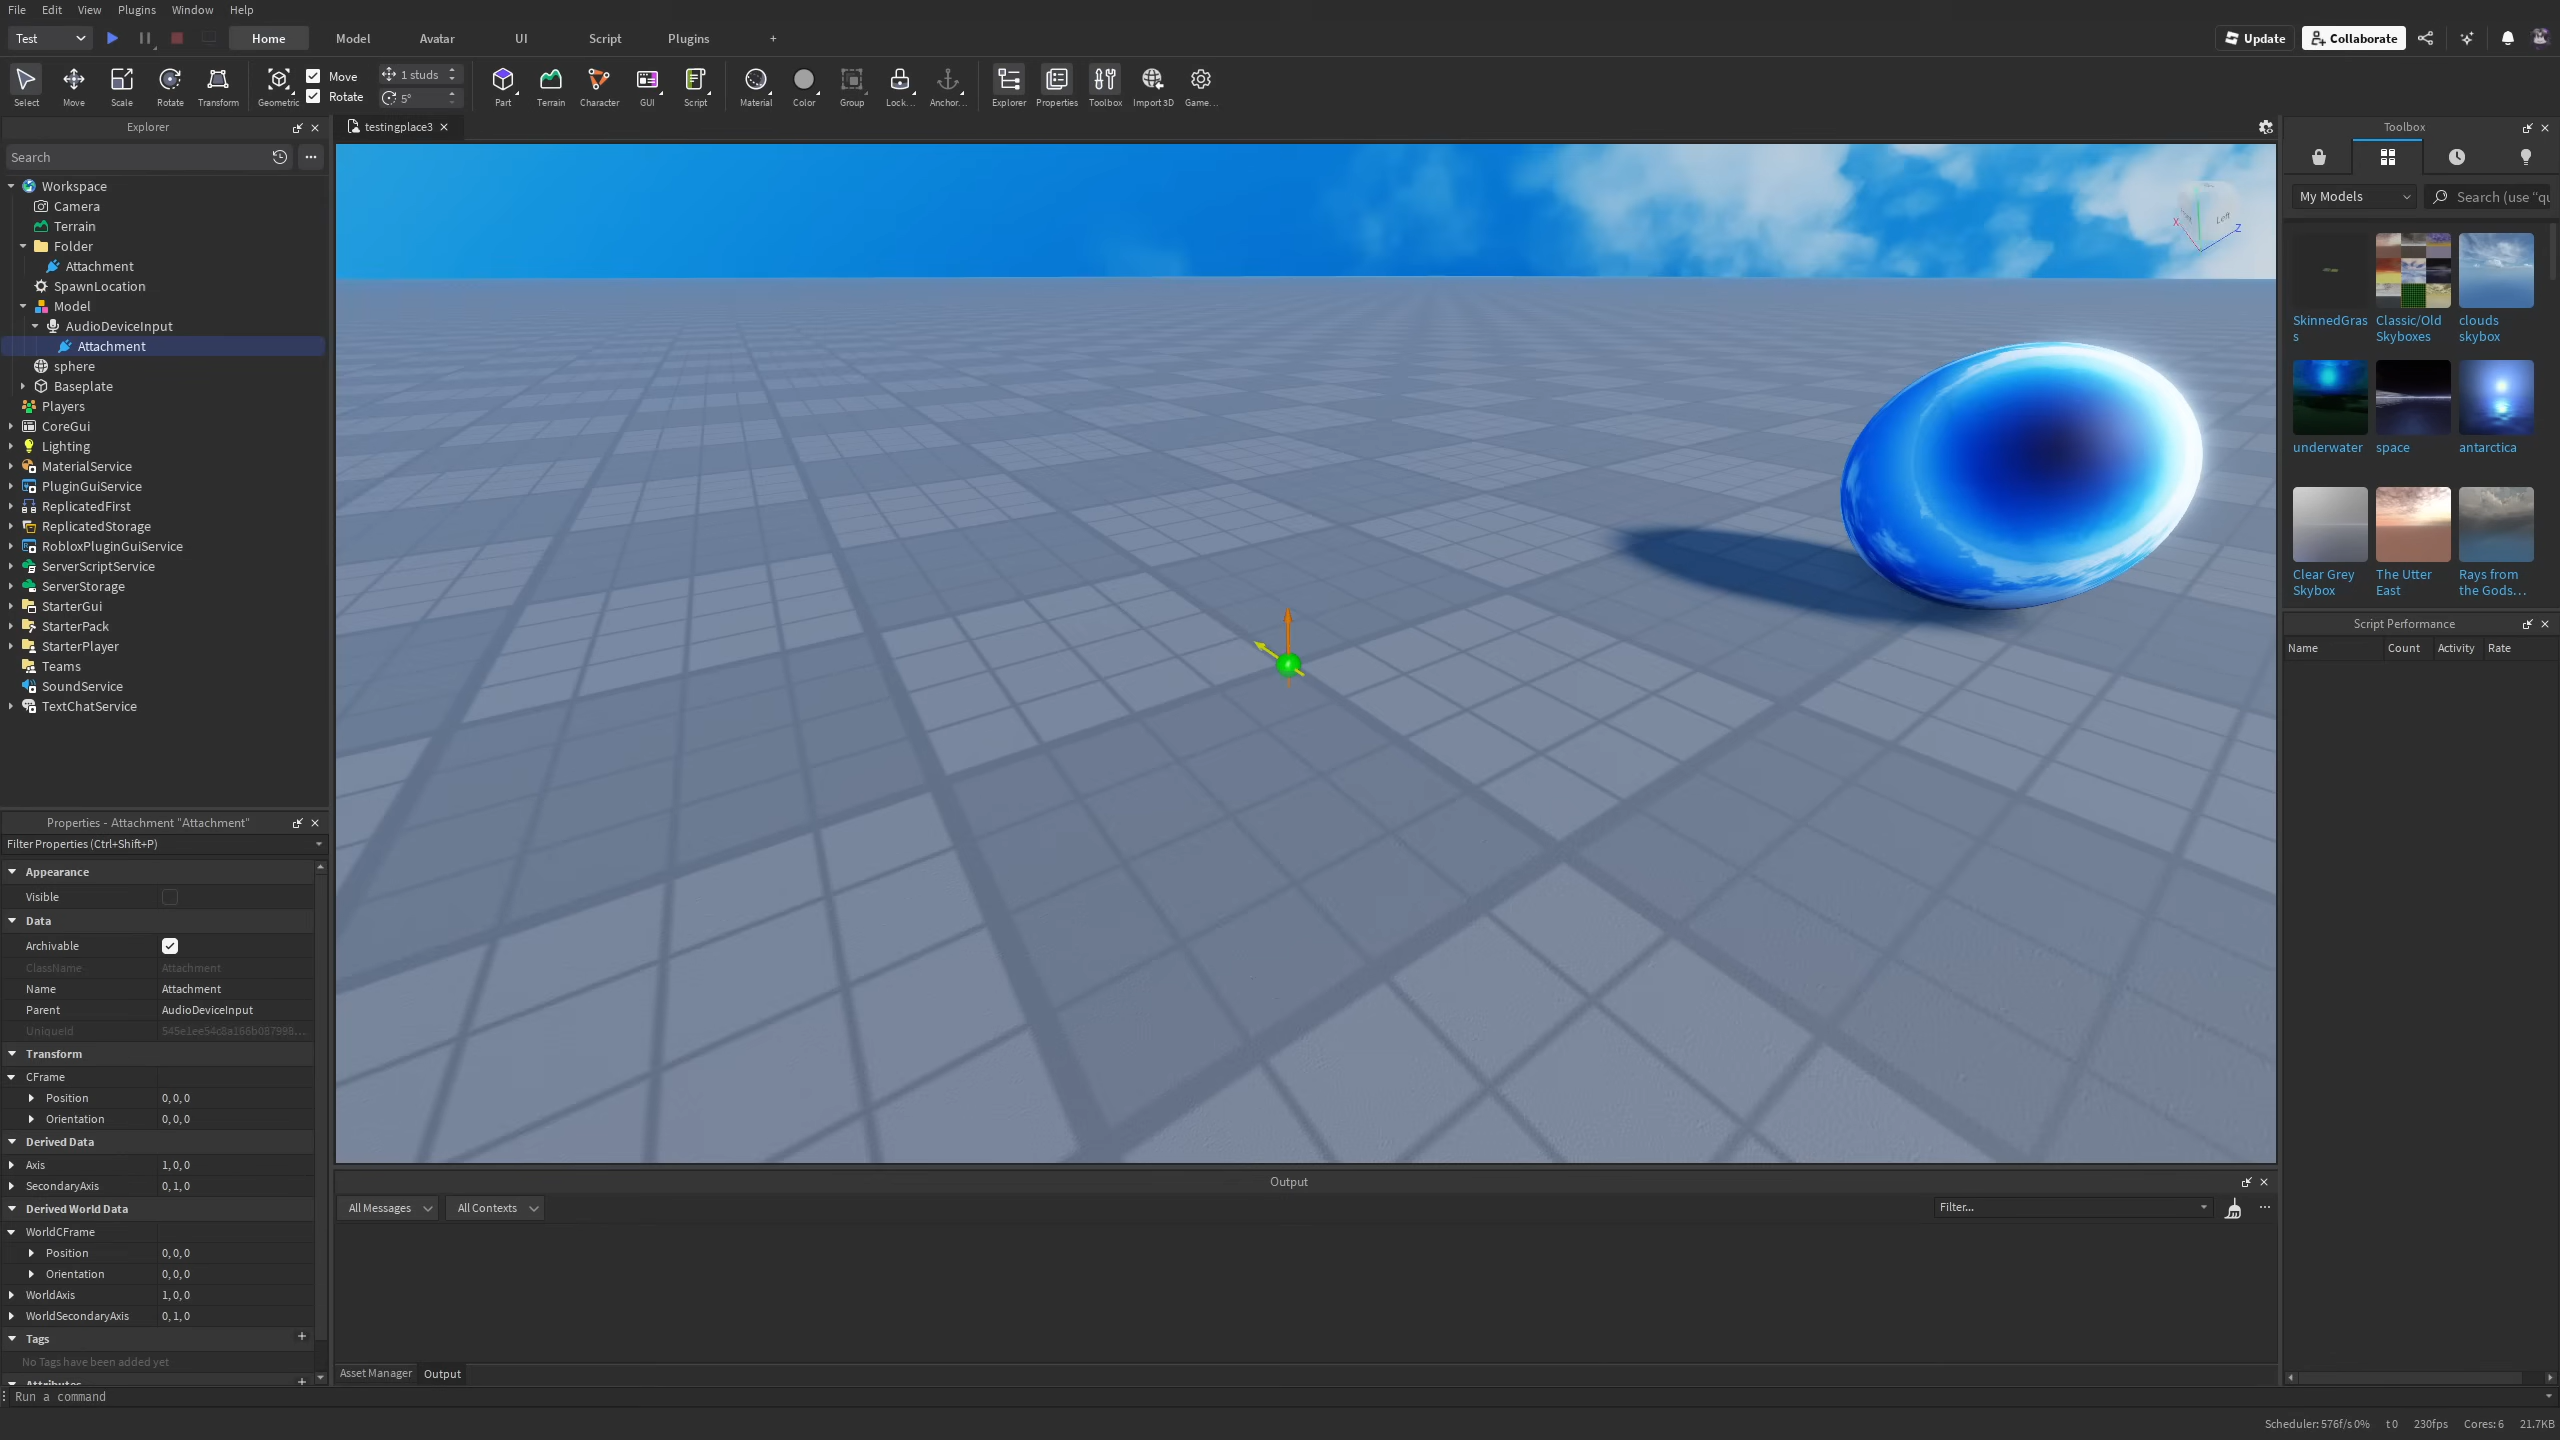 File Edit View Plugins Window Help
Test Home Model Avatar UI Script Plugins + Update Collaborate
Move 1 studs
Rotate 5°
Select Move Scale Rotate Transform Geometric Part Terrain Character GUI Script Material Color Group Lock... Anchor... Explorer Properties Toolbox Import 3D Game...
Explorer
Search
Workspace
Camera
Terrain
Folder
Attachment
SpawnLocation
Model
AudioDeviceInput
Attachment
sphere
Baseplate
Players
CoreGui
Lighting
MaterialService
PluginGuiService
ReplicatedFirst
ReplicatedStorage
RobloxPluginGuiService
ServerScriptService
ServerStorage
StarterGui
StarterPack
StarterPlayer
Teams
SoundService
TextChatService
Properties - Attachment "Attachment"
Filter Properties (Ctrl+Shift+P)
Appearance
Visible
Data
Archivable
ClassName Attachment
Name Attachment
Parent AudioDeviceInput
UniqueId
Transform
CFrame
Position 0, 0, 0
Orientation 0, 0, 0
Derived Data
Axis 1, 0, 0
SecondaryAxis 0, 1, 0
Derived World Data
WorldCFrame
Position 0, 0, 0
Orientation 0, 0, 0
WorldAxis 1, 0, 0
WorldSecondaryAxis 0, 1, 0
Tags +
No Tags have been added yet
Attributes +
Run a command
testingplace3
X Left Z
Output
All Messages All Contexts Filter...
Asset Manager Output
Toolbox
My Models Search (use "qu
SkinnedGras
s
Classic/Old
Skyboxes
clouds
skybox
underwater space antarctica
Clear Grey
Skybox
The Utter
East
Rays from
the Gods...
Script Performance
Name Count Activity Rate
Scheduler: 576f/s 0% t 0 230fps Cores: 6 21.7KB